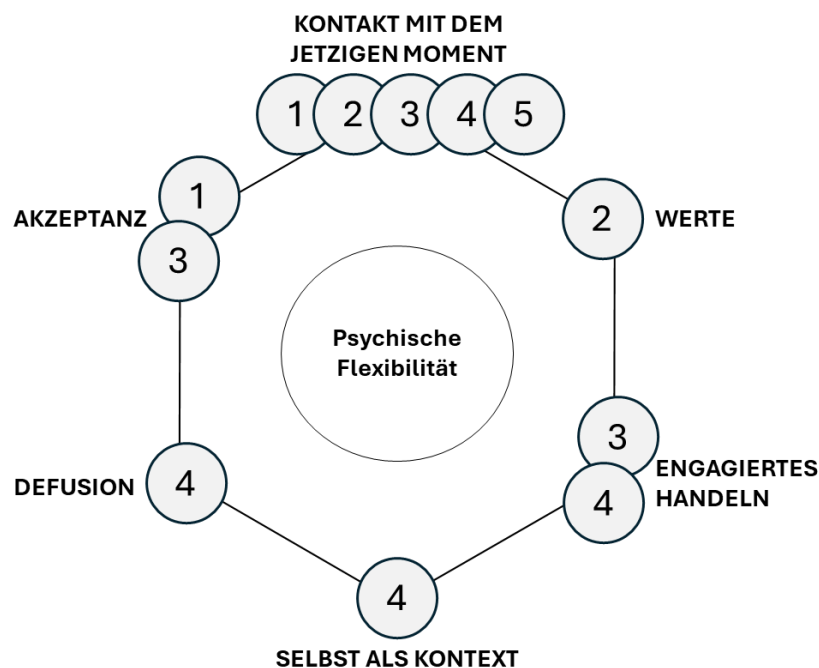 KONTAKT MIT DEM
JETZIGEN MOMENT
1 2 3 4 5
1
AKZEPTANZ
3
2 WERTE
Psychische
Flexibilität
3
ENGAGIERTES
HANDELN
4
DEFUSION 4
4
SELBST ALS KONTEXT